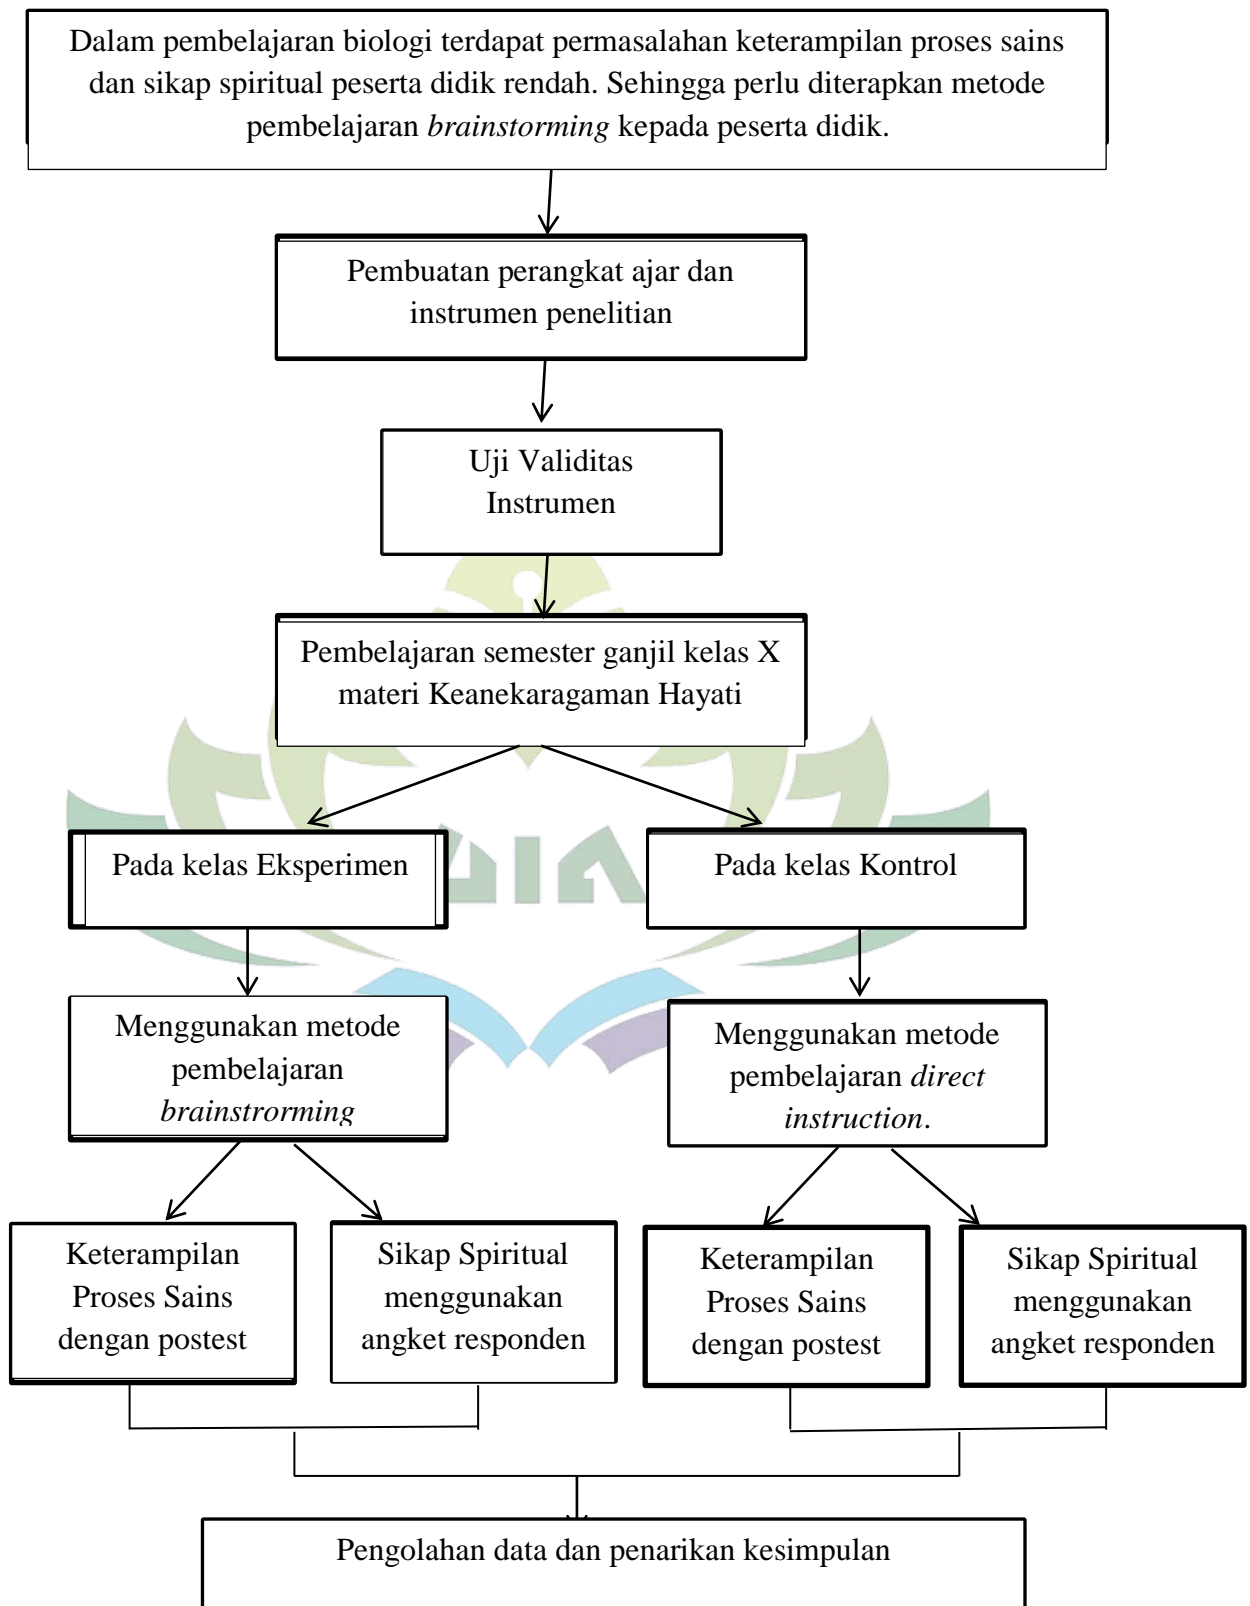 Dalam pembelajaran biologi terdapat permasalahan keterampilan proses sains
dan sikap spiritual peserta didik rendah. Sehingga perlu diterapkan metode
pembelajaran brainstorming kepada peserta didik.
Pembuatan perangkat ajar dan
instrumen penelitian
Uji Validitas
Instrumen
Pembelajaran semester ganjil kelas X
materi Keanekaragaman Hayati
Pada kelas Eksperimen
Pada kelas Kontrol
Menggunakan metode
pembelajaran
brainstrorming
Menggunakan metode
pembelajaran direct
instruction.
Keterampilan
Proses Sains
dengan postest
Sikap Spiritual
menggunakan
angket responden
Keterampilan
Proses Sains
dengan postest
Sikap Spiritual
menggunakan
angket responden
Pengolahan data dan penarikan kesimpulan